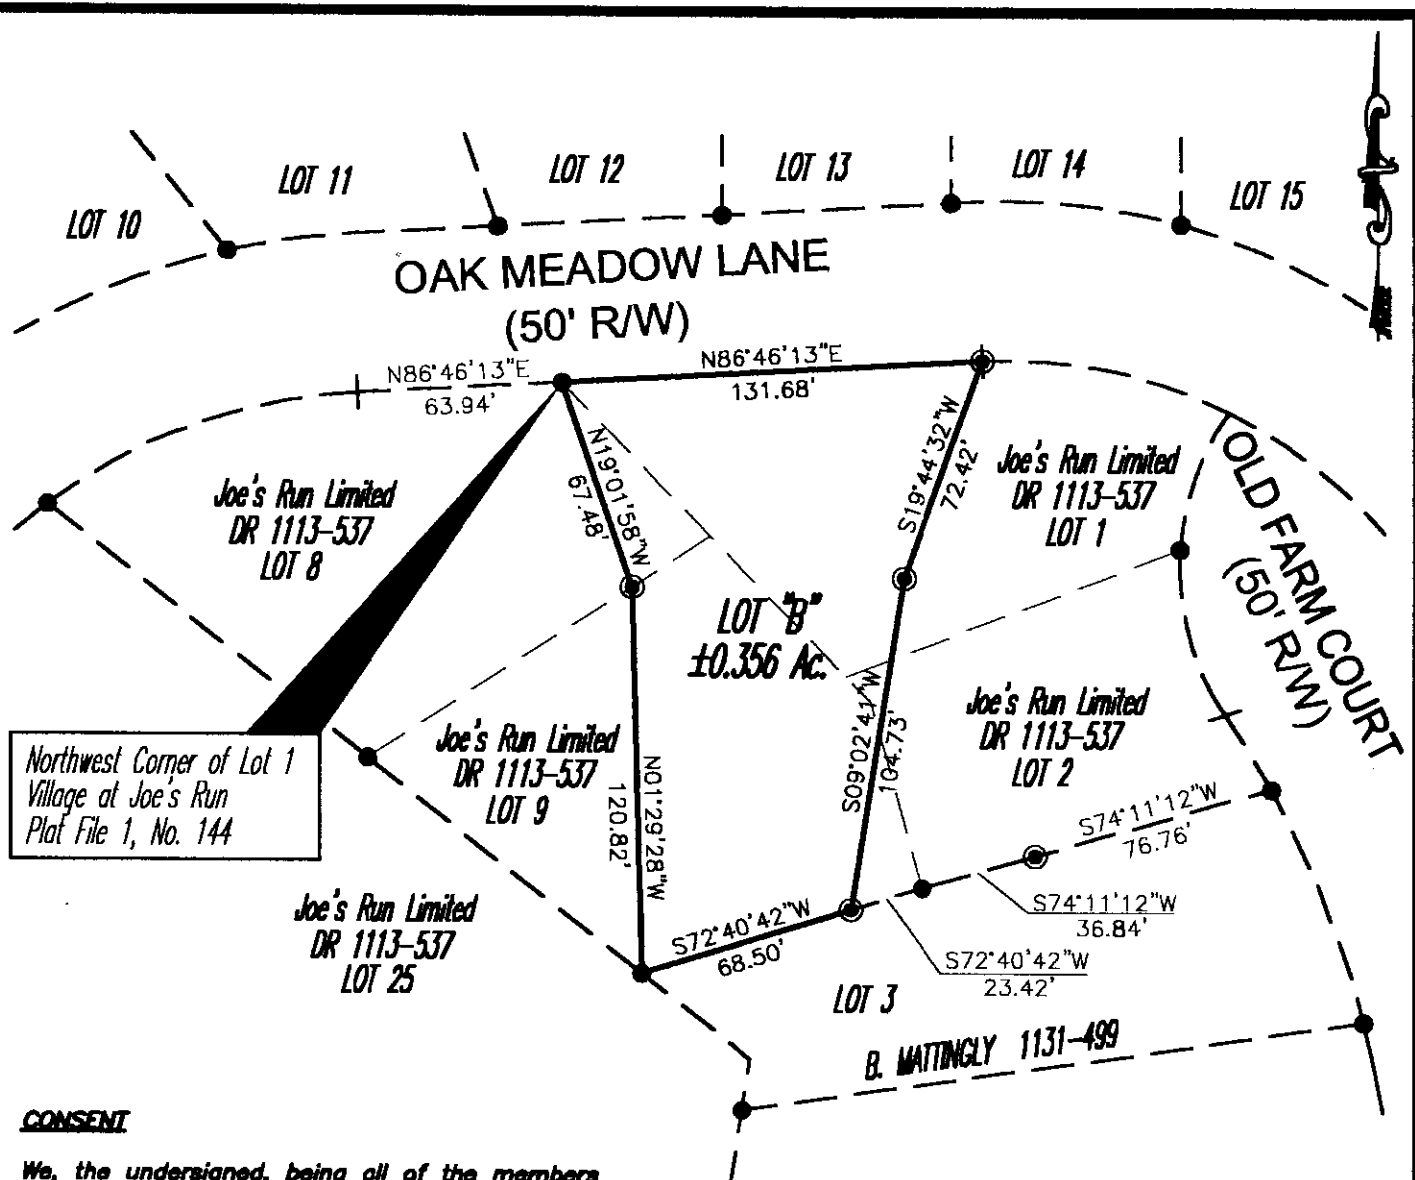 LOT 10
LOT 11
LOT 12
LOT 13
LOT 14
LOT 15
OAK MEADOW LANE
(50' R/W)
N86°46'13"E
63.94'
N86°46'13"E
131.68'
N19°01'58"W
67.48'
S19°44'32"W
72.42'
Joe's Run Limited
DR 1113-537
LOT 8
Joe's Run Limited
DR 1113-537
LOT 1
OLD FARM COURT
(50' R/W)
LOT "B"
±0.356 Ac.
Northwest Corner of Lot 1
Village at Joe's Run
Plat File 1, No. 144
Joe's Run Limited
DR 1113-537
LOT 9
N01°29'28"W
120.82'
S09°02'41"W
104.73'
Joe's Run Limited
DR 1113-537
LOT 2
S74°11'12"W
76.76'
S74°11'12"W
36.84'
S72°40'42"W
68.50'
S72°40'42"W
23.42'
Joe's Run Limited
DR 1113-537
LOT 25
LOT 3
B. MATTINGLY 1131-499
CONSENT
We, the undersigned, being all of the members